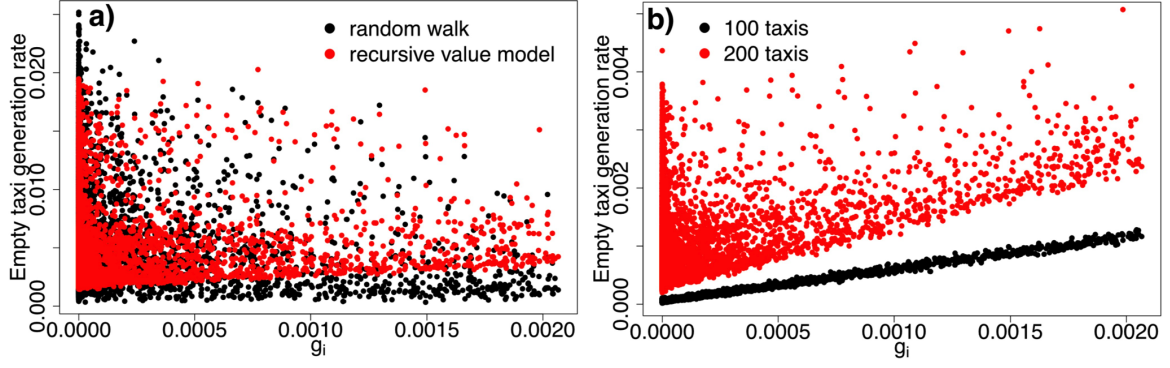 a)
random walk
recursive value model
Empty taxi generation rate
0.020
0.010
0.000
0.0000 0.0005 0.0010 0.0015 0.0020
gi
b)
100 taxis
200 taxis
Empty taxi generation rate
0.004
0.002
0.000
0.0000 0.0005 0.0010 0.0015 0.0020
gi